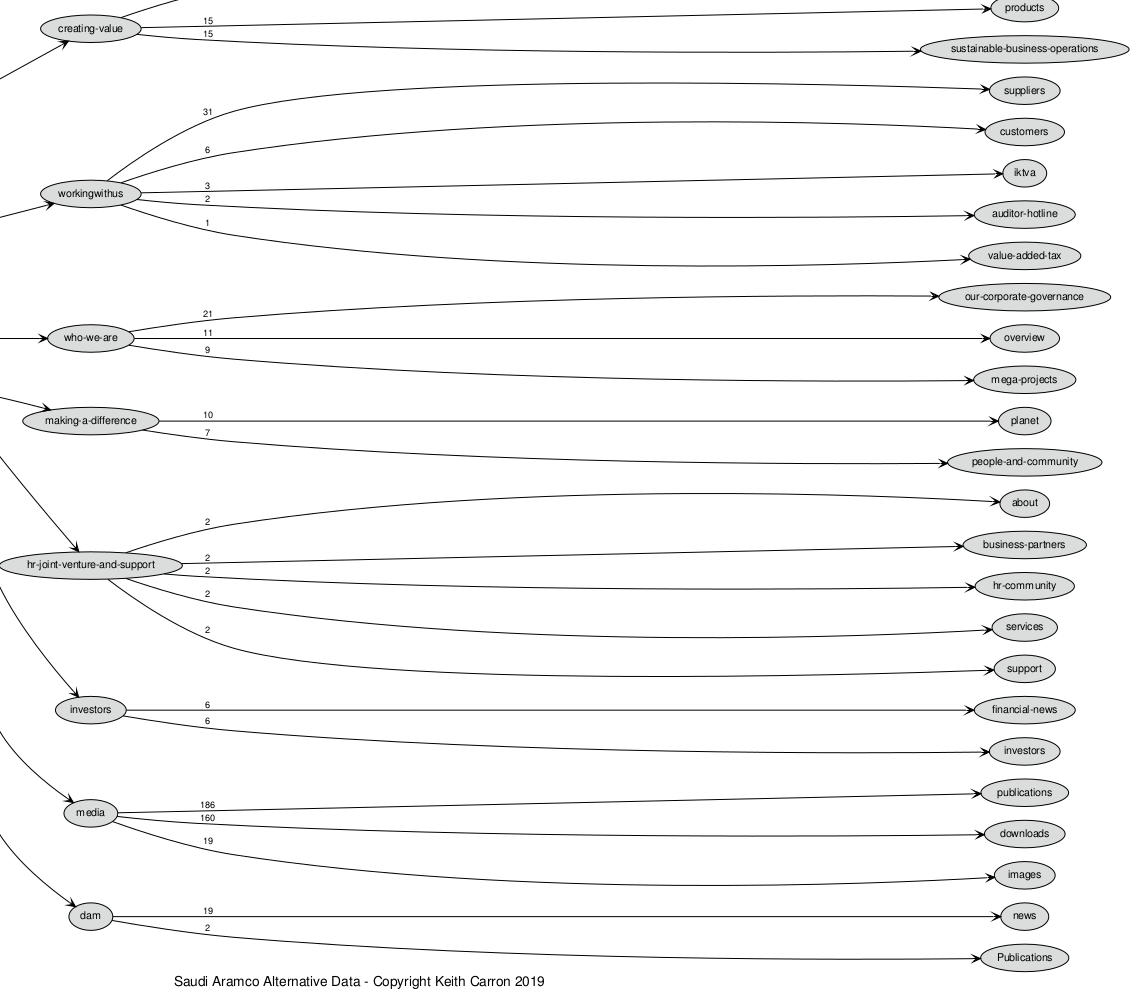 products
creating-value
15
15
sustainable-business-operations
suppliers
31
customers
6
iktva
workingwithus
3
2
auditor-hotline
1
value-added-tax
our-corporate-governance
21
who-we-are
11
overview
9
mega-projects
making-a-difference
10
planet
7
people-and-community
about
2
business-partners
hr-joint-venture-and-support
2
2
hr-community
2
services
2
support
investors
6
financial-news
6
investors
publications
186
media
160
downloads
19
images
dam
19
news
2
Publications
Saudi Aramco Alternative Data - Copyright Keith Carron 2019